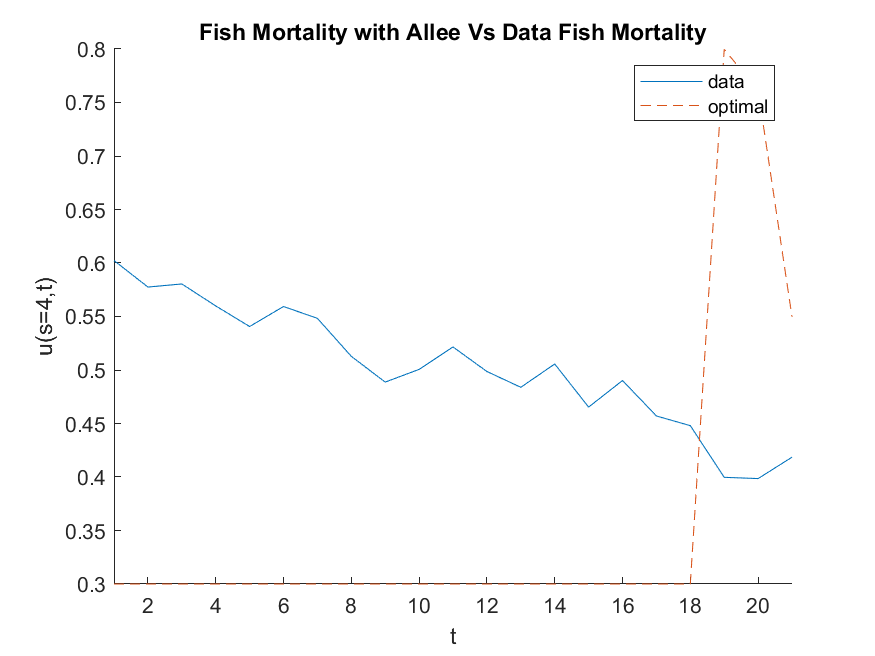 Fish Mortality with Allee Vs Data Fish Mortality
data
optimal
u(s=4,t)
0.8
0.75
0.7
0.65
0.6
0.55
0.5
0.45
0.4
0.35
0.3
2 4 6 8 10 12 14 16 18 20
t